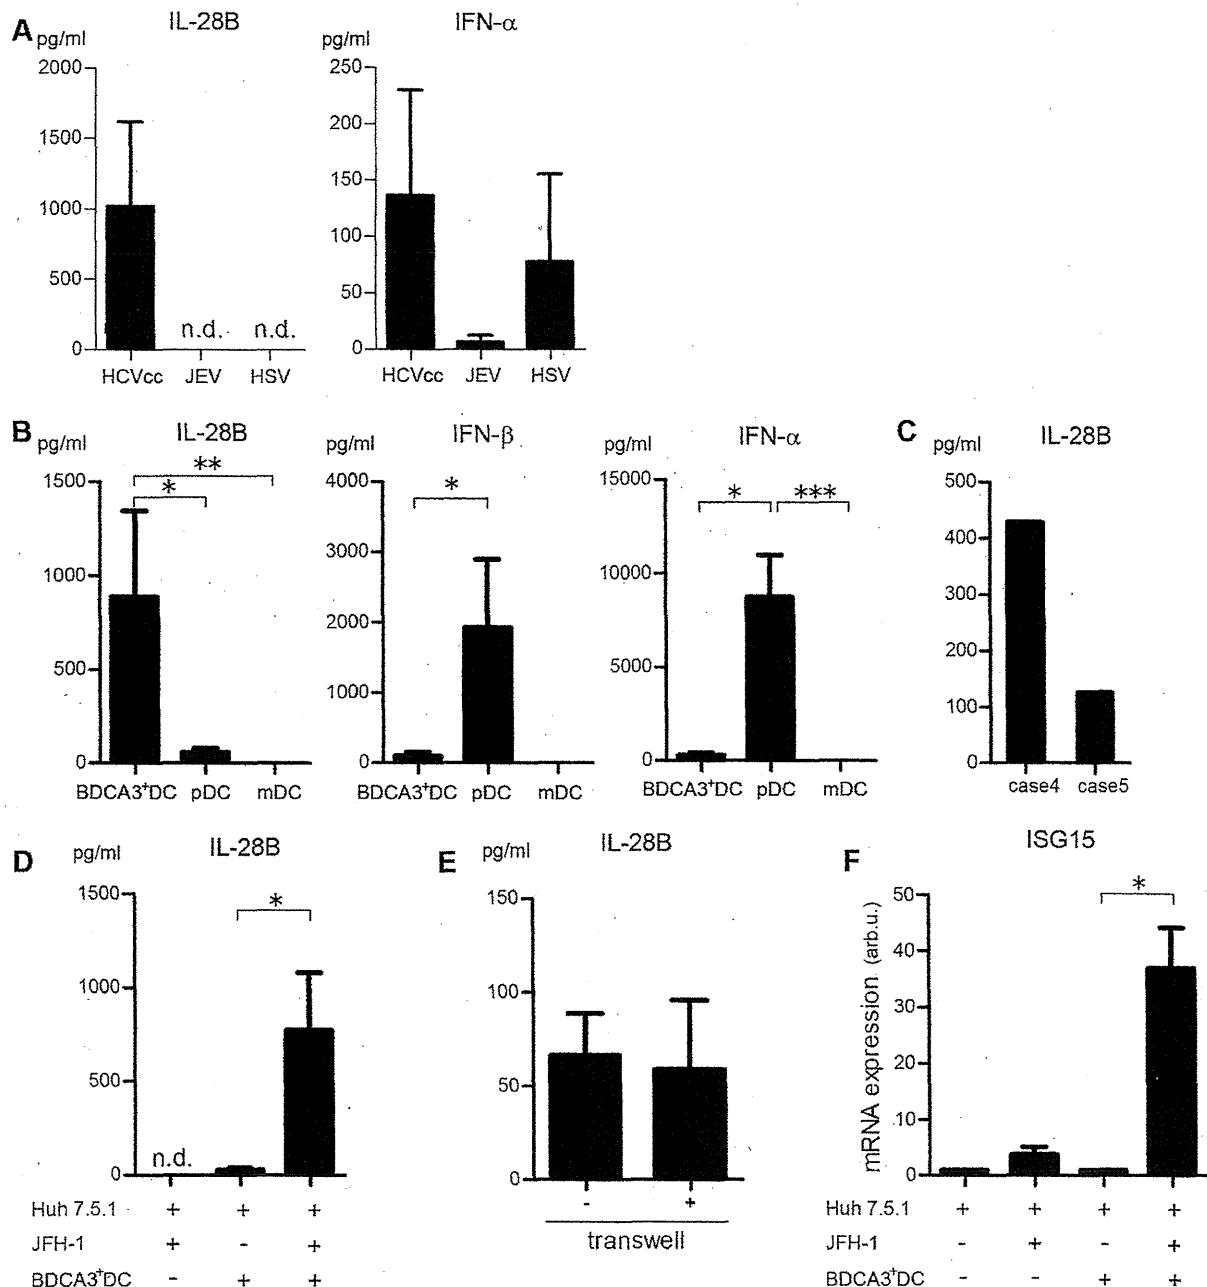 A
IL-28B
pg/ml
2000
1500
1000
500
0
n.d. n.d.
HCVcc JEV HSV
IFN-α
pg/ml
250
200
150
100
50
0
HCVcc JEV HSV
B
IL-28B
pg/ml
1500
1000
500
0
**
*
BDCA3⁺DC pDC mDC
IFN-β
pg/ml
4000
3000
2000
1000
0
*
BDCA3⁺DC pDC mDC
IFN-α
pg/ml
15000
10000
5000
0
* ***
BDCA3⁺DC pDC mDC
C
IL-28B
pg/ml
500
400
300
200
100
0
case4 case5
D
IL-28B
pg/ml
1500
1000
500
0
n.d.
*
Huh 7.5.1 + + +
JFH-1 + - +
BDCA3⁺DC - + +
E
IL-28B
pg/ml
150
100
50
0
- +
transwell
F
ISG15
mRNA expression (arb.u.)
50
40
30
20
10
0
*
Huh 7.5.1 + + + +
JFH-1 - + - +
BDCA3⁺DC - - + +